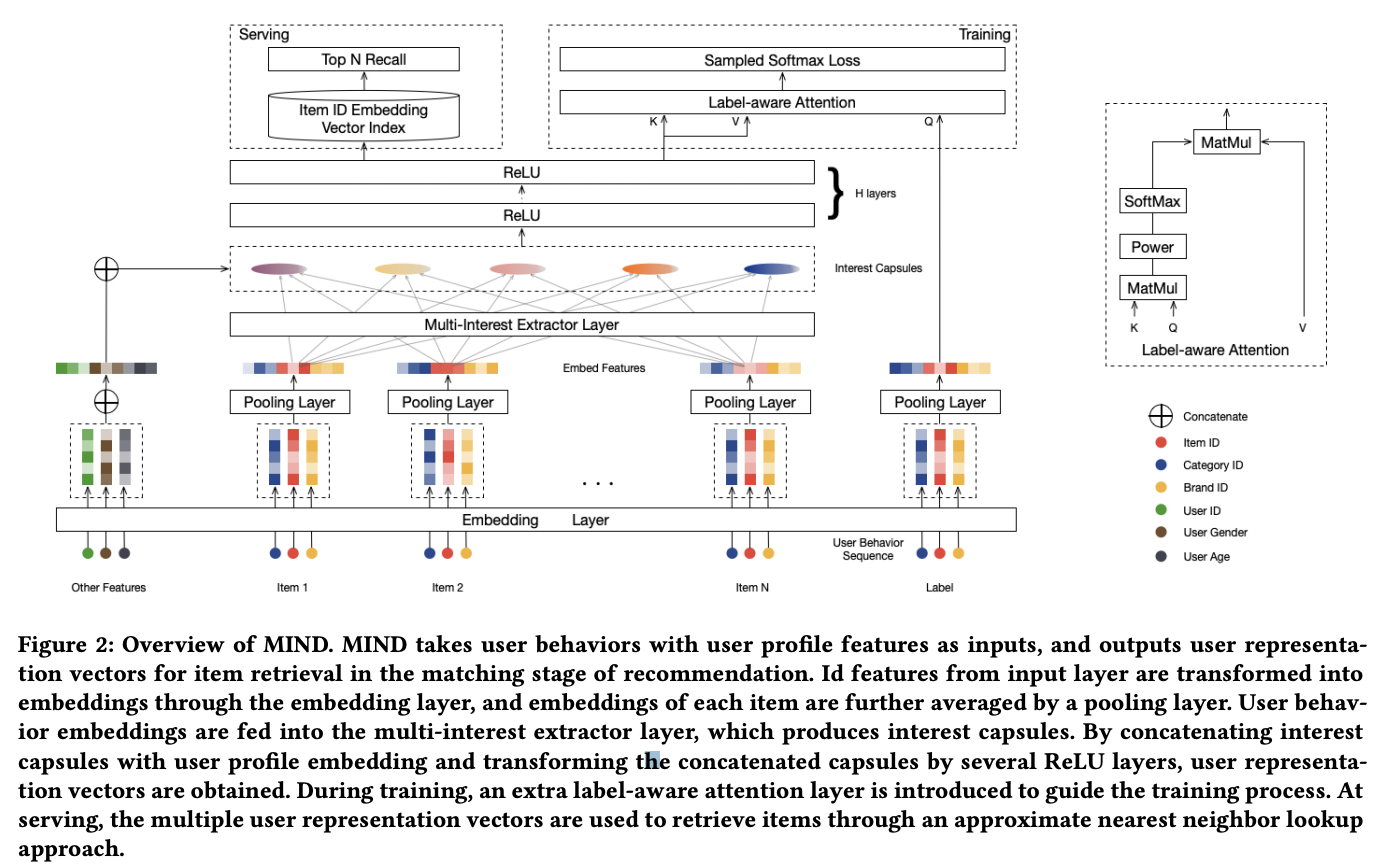 Serving
Training
Top N Recall
Sampled Softmax Loss
Item ID Embedding
Vector Index
Label-aware Attention
K
V
Q
ReLU
ReLU
H layers
Interest Capsules
Multi-Interest Extractor Layer
Embed Features
Pooling Layer
Pooling Layer
Pooling Layer
Pooling Layer
. . .
Embedding Layer
User Behavior
Sequence
Other Features
Item 1
Item 2
Item N
Label
MatMul
SoftMax
Power
MatMul
K
Q
V
Label-aware Attention
Concatenate
Item ID
Category ID
Brand ID
User ID
User Gender
User Age
Figure 2: Overview of MIND. MIND takes user behaviors with user profile features as inputs, and outputs user representa-
tion vectors for item retrieval in the matching stage of recommendation. Id features from input layer are transformed into
embeddings through the embedding layer, and embeddings of each item are further averaged by a pooling layer. User behav-
ior embeddings are fed into the multi-interest extractor layer, which produces interest capsules. By concatenating interest
capsules with user profile embedding and transforming the concatenated capsules by several ReLU layers, user representa-
tion vectors are obtained. During training, an extra label-aware attention layer is introduced to guide the training process. At
serving, the multiple user representation vectors are used to retrieve items through an approximate nearest neighbor lookup
approach.